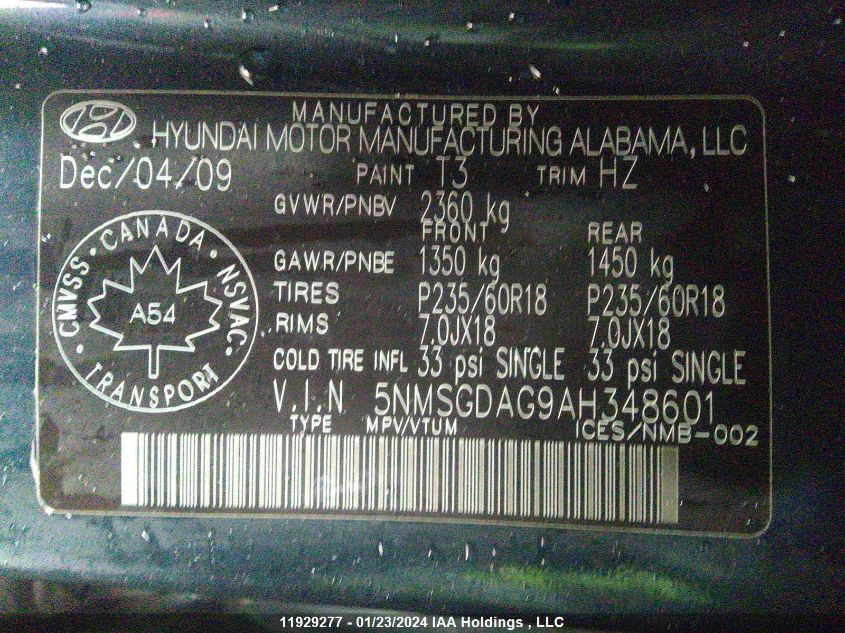 MANUFACTURED BY
HYUNDAI MOTOR MANUFACTURING ALABAMA, LLC
Dec/04/09 PAINT T3 TRIM HZ
GVWR/PNBV 2360 kg
FRONT REAR
GAWR/PNBE 1350 kg 1450 kg
TIRES P235/60R18 P235/60R18
RIMS 7.0JX18 7.0JX18
COLD TIRE INFL 33 psi SINGLE 33 psi SINGLE
V.I.N 5NMSGDAG9AH348601
TYPE MPV/VTUM ICES/NMB-002
CMVSS • CANADA • NSVAC • TRANSPORT •
A54
11929277 - 01/23/2024 IAA Holdings , LLC